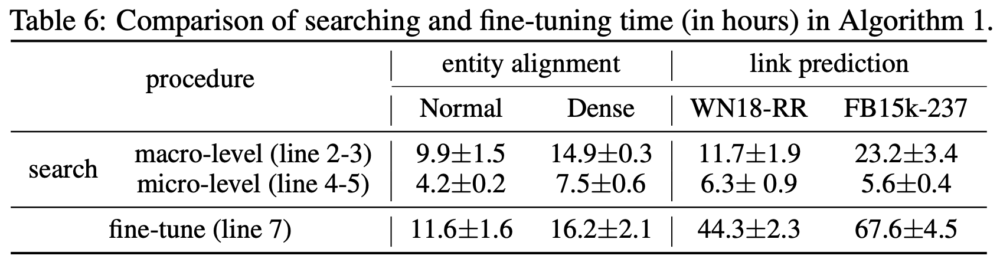 Table 6: Comparison of searching and fine-tuning time (in hours) in Algorithm 1.
procedure entity alignment link prediction
Normal Dense WN18-RR FB15k-237
search macro-level (line 2-3) 9.9±1.5 14.9±0.3 11.7±1.9 23.2±3.4
micro-level (line 4-5) 4.2±0.2 7.5±0.6 6.3± 0.9 5.6±0.4
fine-tune (line 7) 11.6±1.6 16.2±2.1 44.3±2.3 67.6±4.5